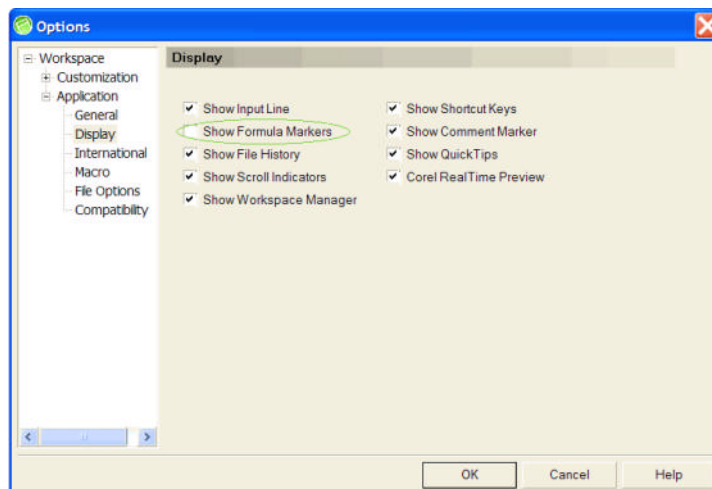 Options
Workspace
Customization
Application
General
Display
International
Macro
File Options
Compatibility
Display
Show Input Line
Show Formula Markers
Show File History
Show Scroll Indicators
Show Workspace Manager
Show Shortcut Keys
Show Comment Marker
Show QuickTips
Corel RealTime Preview
OK
Cancel
Help